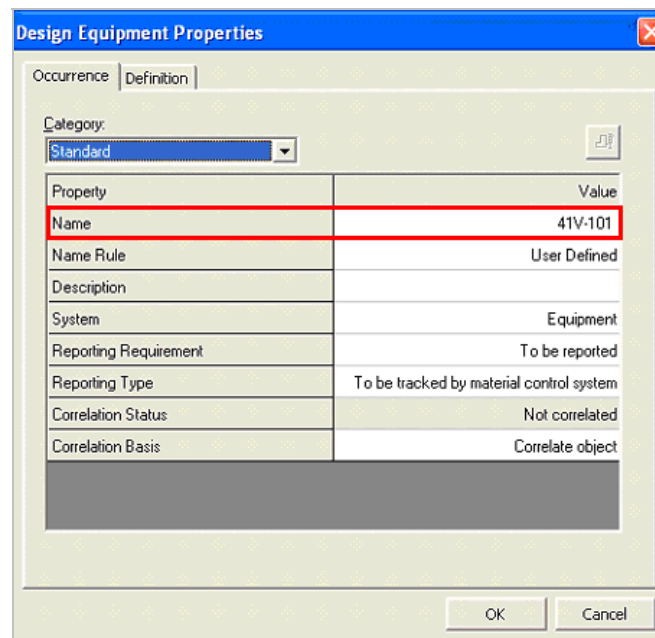 Design Equipment Properties
Occurrence Definition
Category:
Standard
Property Value
Name 41V-101
Name Rule User Defined
Description
System Equipment
Reporting Requirement To be reported
Reporting Type To be tracked by material control system
Correlation Status Not correlated
Correlation Basis Correlate object
OK Cancel